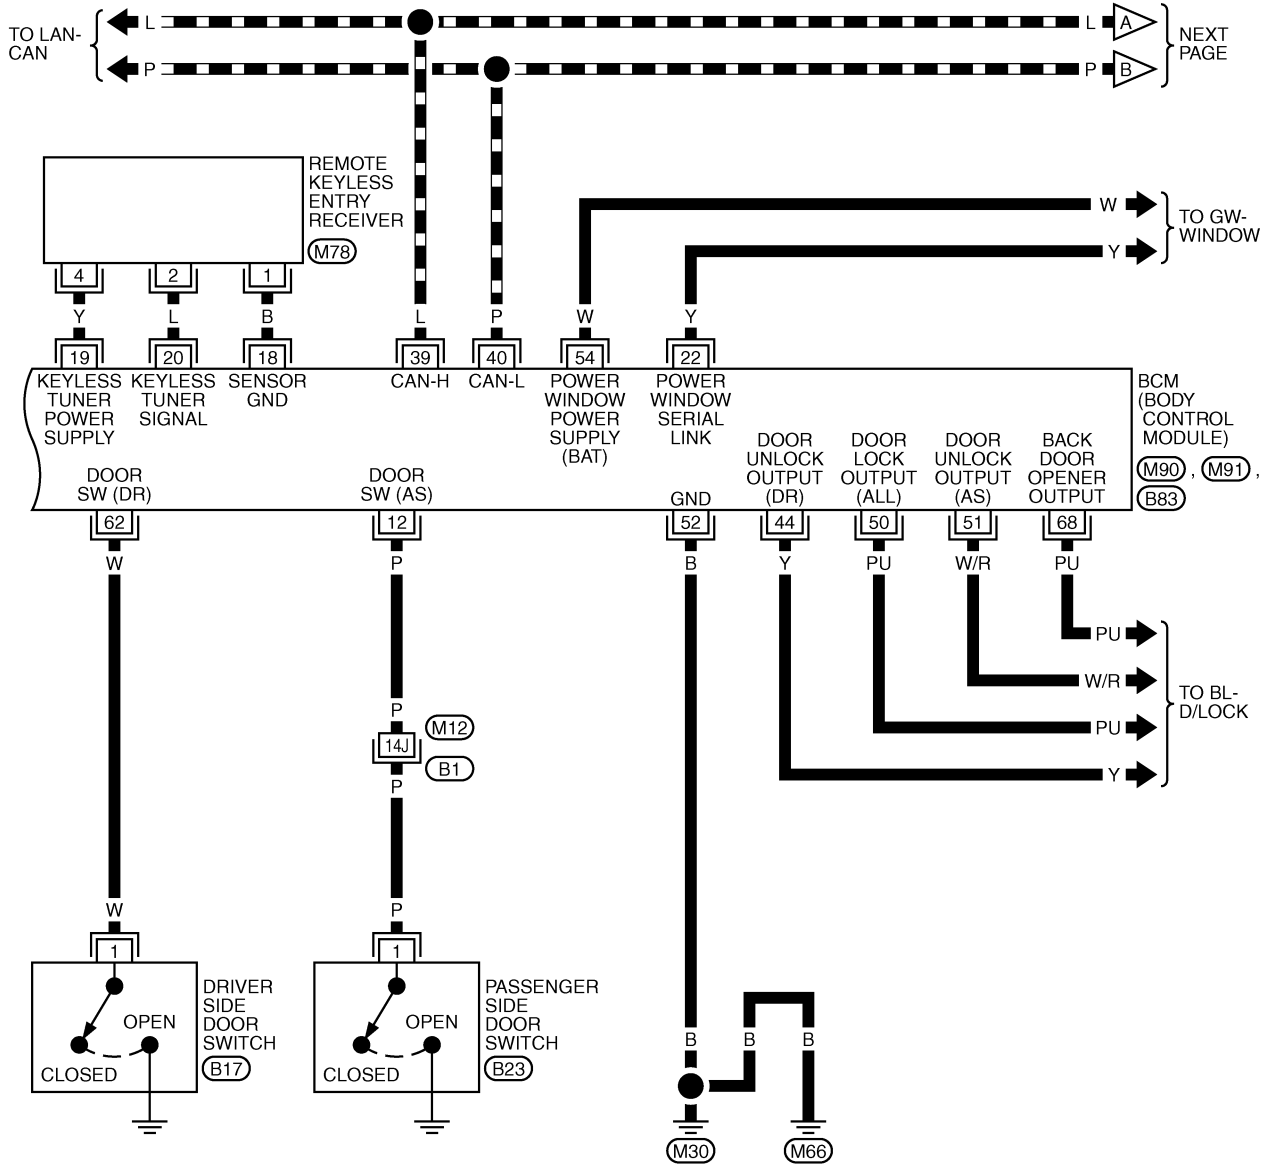 TO LAN-
CAN
L
L
A
P
P
B
NEXT
PAGE
REMOTE
KEYLESS
ENTRY
RECEIVER
M78
W
Y
TO GW-
WINDOW
4
2
1
Y
L
B
L
P
W
Y
19
20
18
39
40
54
22
KEYLESS
TUNER
POWER
SUPPLY
KEYLESS
TUNER
SIGNAL
SENSOR
GND
CAN-H
CAN-L
POWER
WINDOW
POWER
SUPPLY
(BAT)
POWER
WINDOW
SERIAL
LINK
BCM
(BODY
CONTROL
MODULE)
M90 , M91 ,
B83
DOOR
SW (DR)
DOOR
SW (AS)
GND
DOOR
UNLOCK
OUTPUT
(DR)
DOOR
LOCK
OUTPUT
(ALL)
DOOR
UNLOCK
OUTPUT
(AS)
BACK
DOOR
OPENER
OUTPUT
62
12
52
44
50
51
68
W
P
B
Y
PU
W/R
PU
PU
W/R
PU
Y
TO BL-
D/LOCK
P
14J
M12
B1
P
W
P
1
1
OPEN
CLOSED
DRIVER
SIDE
DOOR
SWITCH
B17
OPEN
CLOSED
PASSENGER
SIDE
DOOR
SWITCH
B23
B
B
B
M30
M66